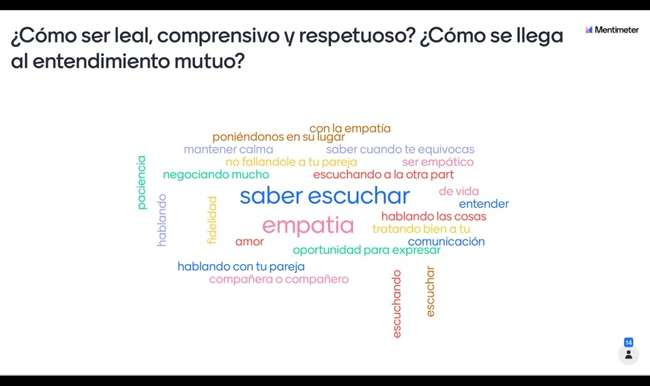 ¿Cómo ser leal, comprensivo y respetuoso? ¿Cómo se llega
al entendimiento mutuo?
Mentimeter
con la empatía
poniéndonos en su lugar
mantener calma
saber cuando te equivocas
no fallandole a tu pareja
ser empático
paciencia
negociando mucho
escuchando a la otra part
saber escuchar
de vida
entender
hablando
fidelidad
empatia
hablando las cosas
tratando bien a tu
amor
comunicación
oportunidad para expresar
hablando con tu pareja
compañera o compañero
escuchando
escuchar
14